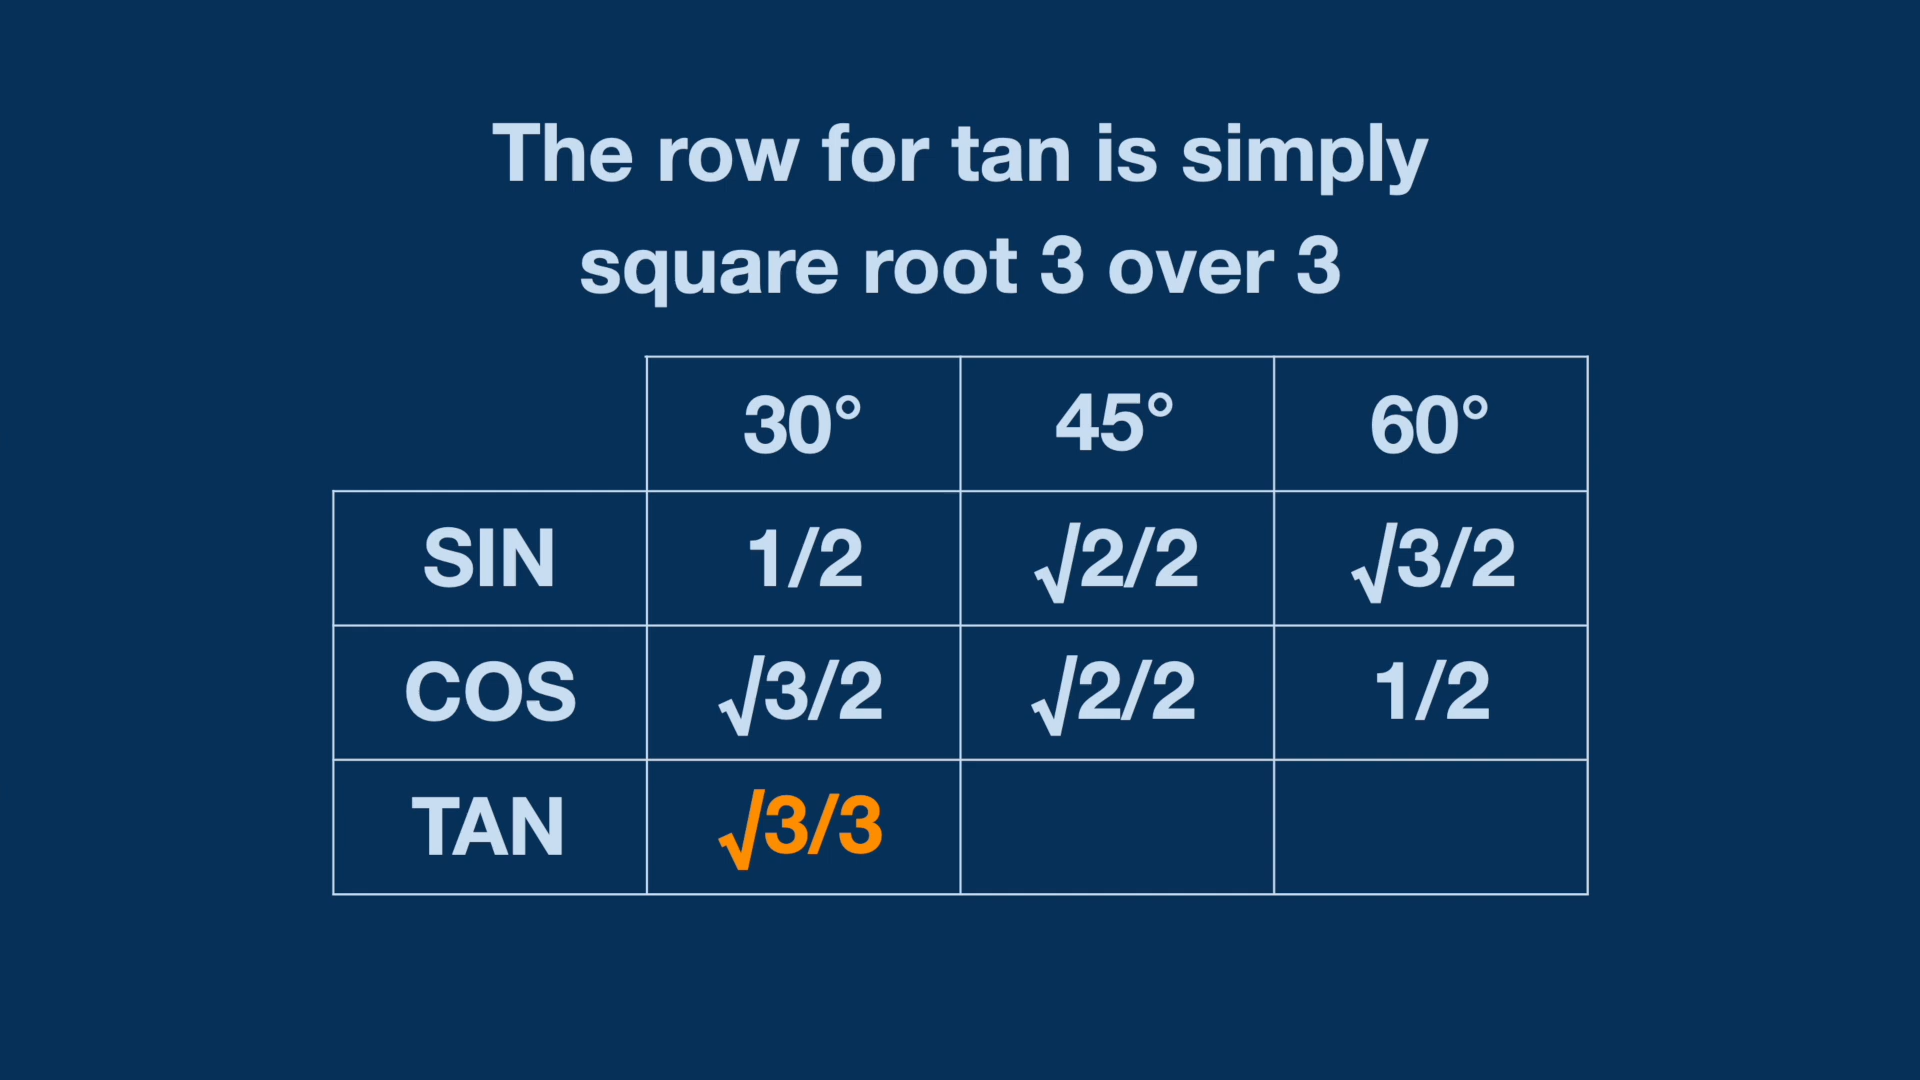 The row for tan is simply
square root 3 over 3
30° 45° 60°
SIN 1/2 √2/2 √3/2
COS √3/2 √2/2 1/2
TAN √3/3